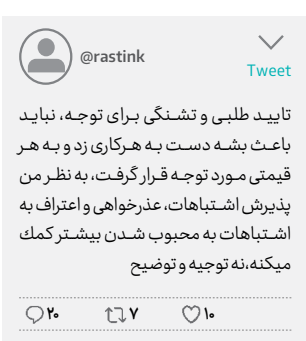 @rastink
Tweet
تایید طلبی و تشنگی برای توجه، نباید
باعث بشه دست به هرکاری زد و به هر
قیمتی مورد توجه قرار گرفت، به نظر من
پذیرش اشتباهات، عذرخواهی و اعتراف به
اشتباهات به محبوب شدن بیشتر کمك
میکنه،نه توجیه و توضیح
۲۰ ۷ ۱۰